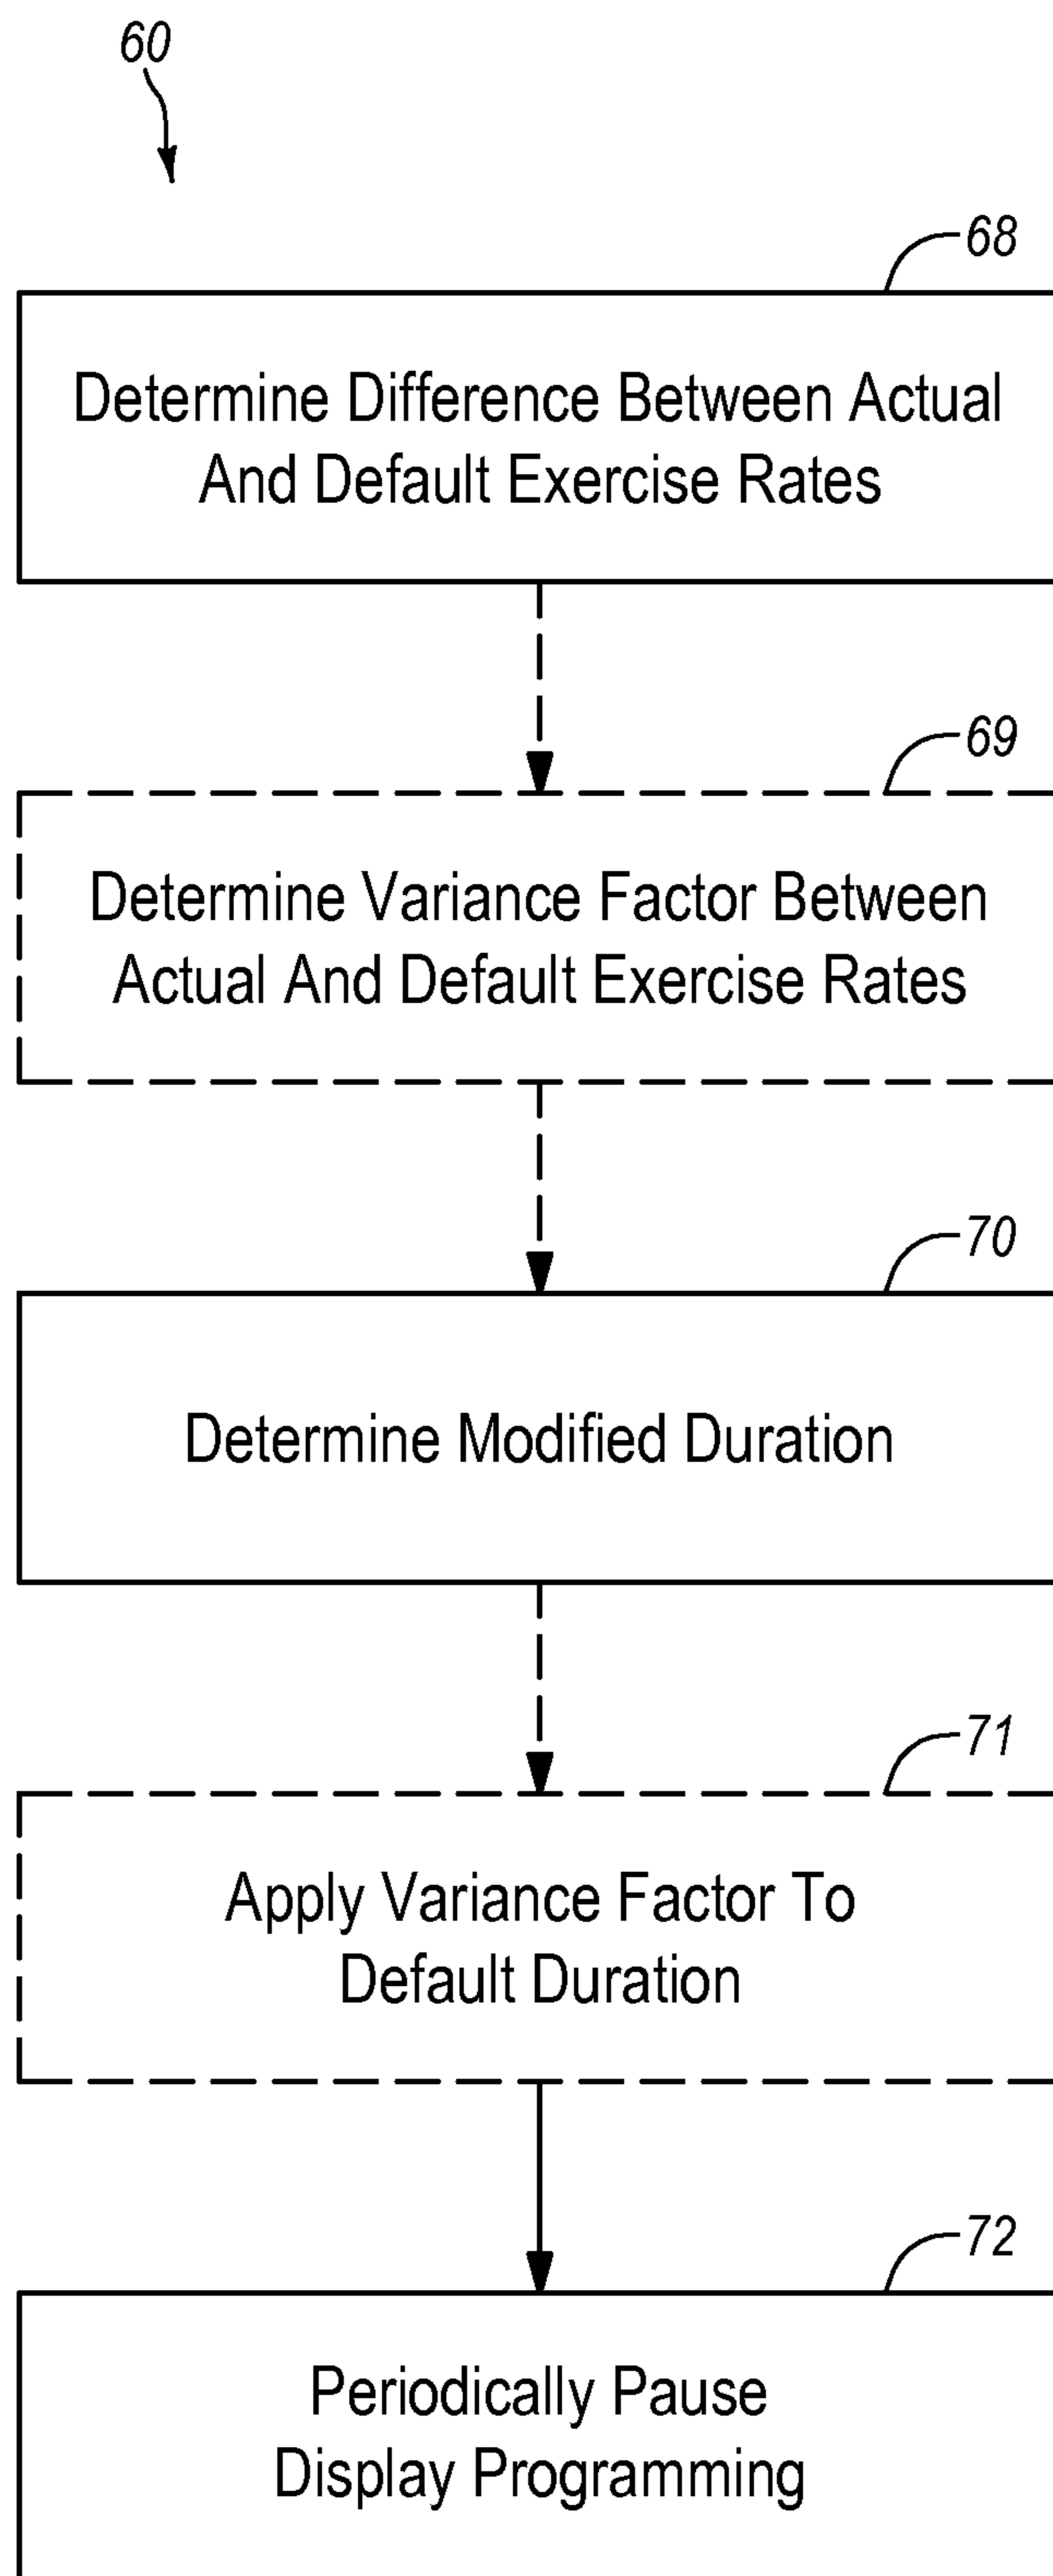 60
68
Determine Difference Between Actual
And Default Exercise Rates
69
Determine Variance Factor Between
Actual And Default Exercise Rates
70
Determine Modified Duration
71
Apply Variance Factor To
Default Duration
72
Periodically Pause
Display Programming